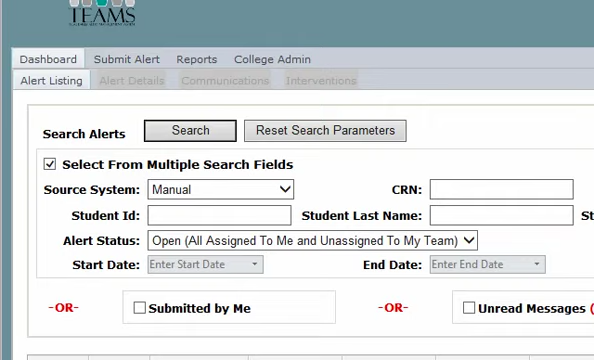 TEAMS
Dashboard Submit Alert Reports College Admin
Alert Listing Alert Details Communications Interventions
Search Alerts Search Reset Search Parameters
Select From Multiple Search Fields
Source System: Manual CRN:
Student Id: Student Last Name: St
Alert Status: Open (All Assigned To Me and Unassigned To My Team)
Start Date: Enter Start Date End Date: Enter End Date
-OR- Submitted by Me -OR- Unread Messages (